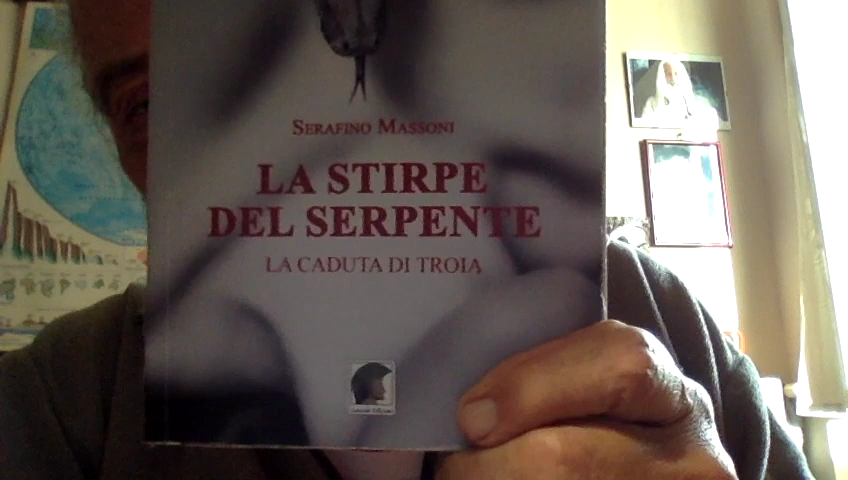 SERAFINO MASSONI
LA STIRPE
DEL SERPENTE
LA CADUTA DI TROIA